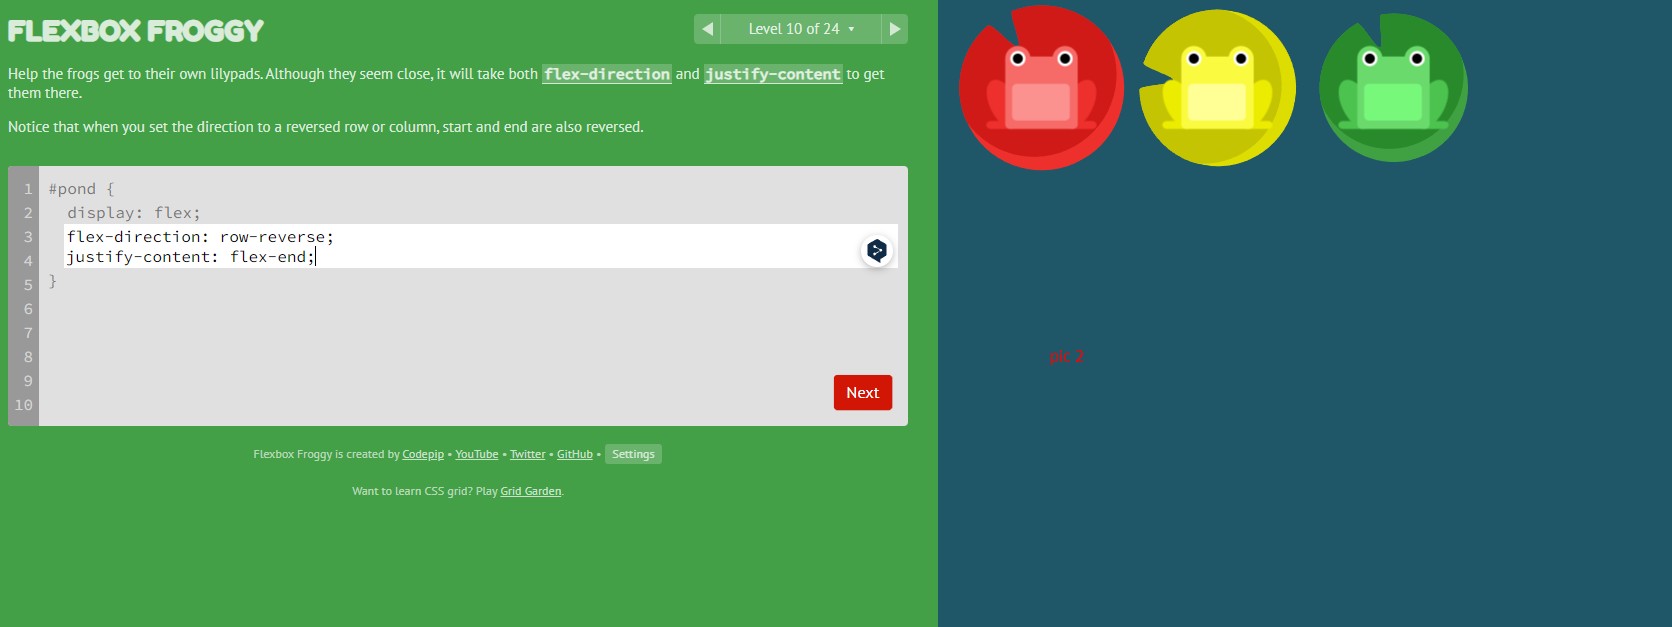 FLEXBOX FROGGY
Level 10 of 24
Help the frogs get to their own lilypads. Although they seem close, it will take both flex-direction and justify-content to get
them there.
Notice that when you set the direction to a reversed row or column, start and end are also reversed.
1 #pond {
2 display: flex;
3 flex-direction: row-reverse;
4 justify-content: flex-end;
5 }
6
7
8
9
10
Next
Flexbox Froggy is created by Codepip • YouTube • Twitter • GitHub • Settings
Want to learn CSS grid? Play Grid Garden.
pic 2